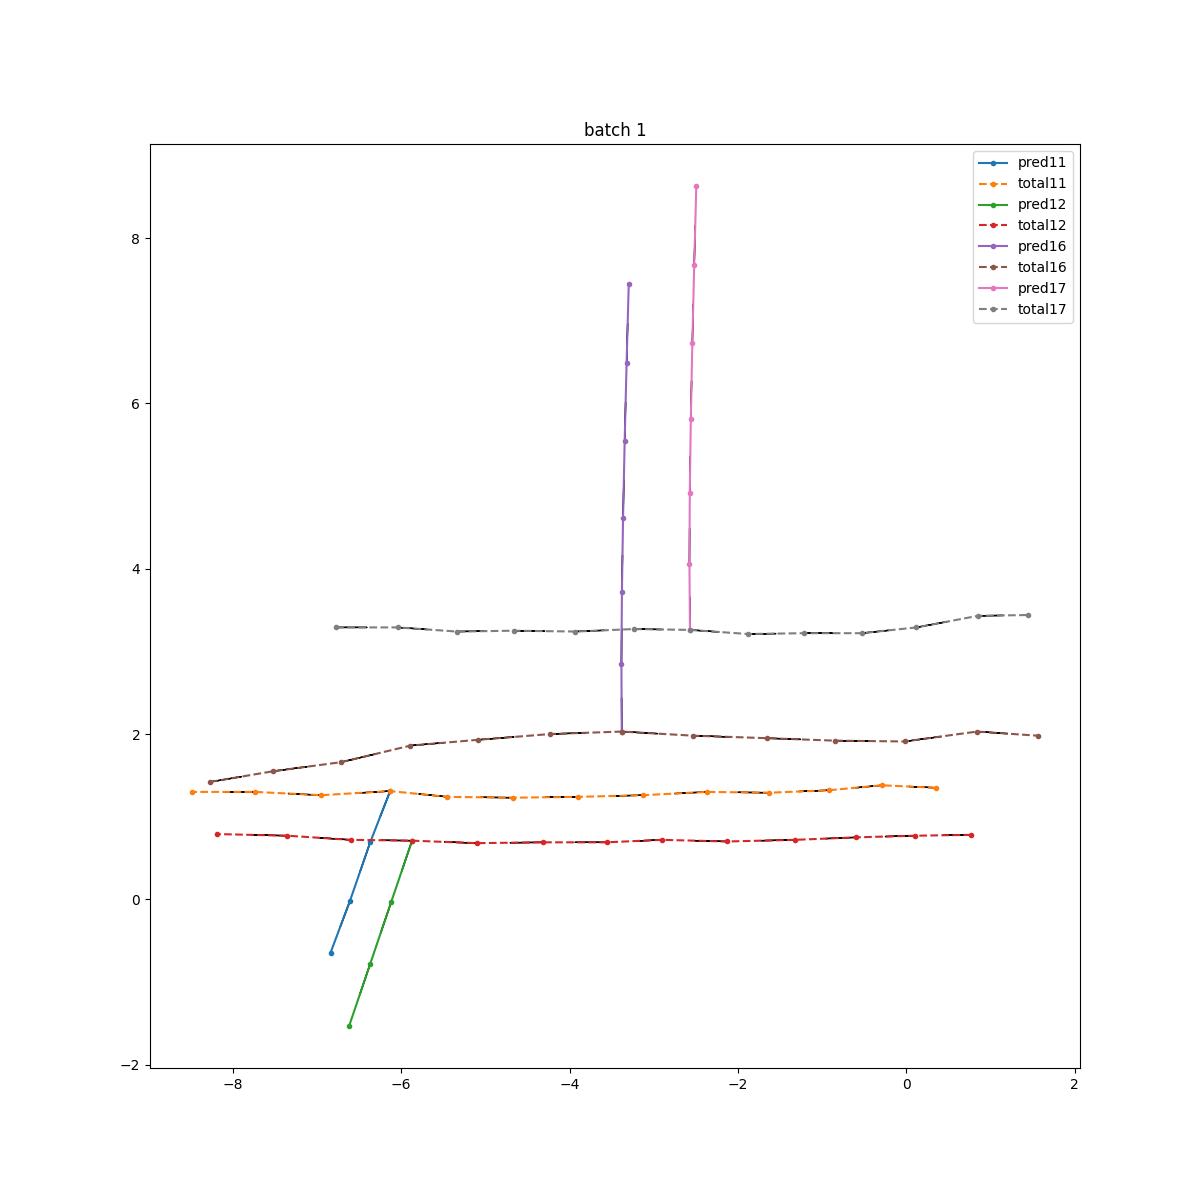 batch 1
pred11
total11
pred12
total12
pred16
total16
pred17
total17
8
6
4
2
0
−2
−8 −6 −4 −2 0 2